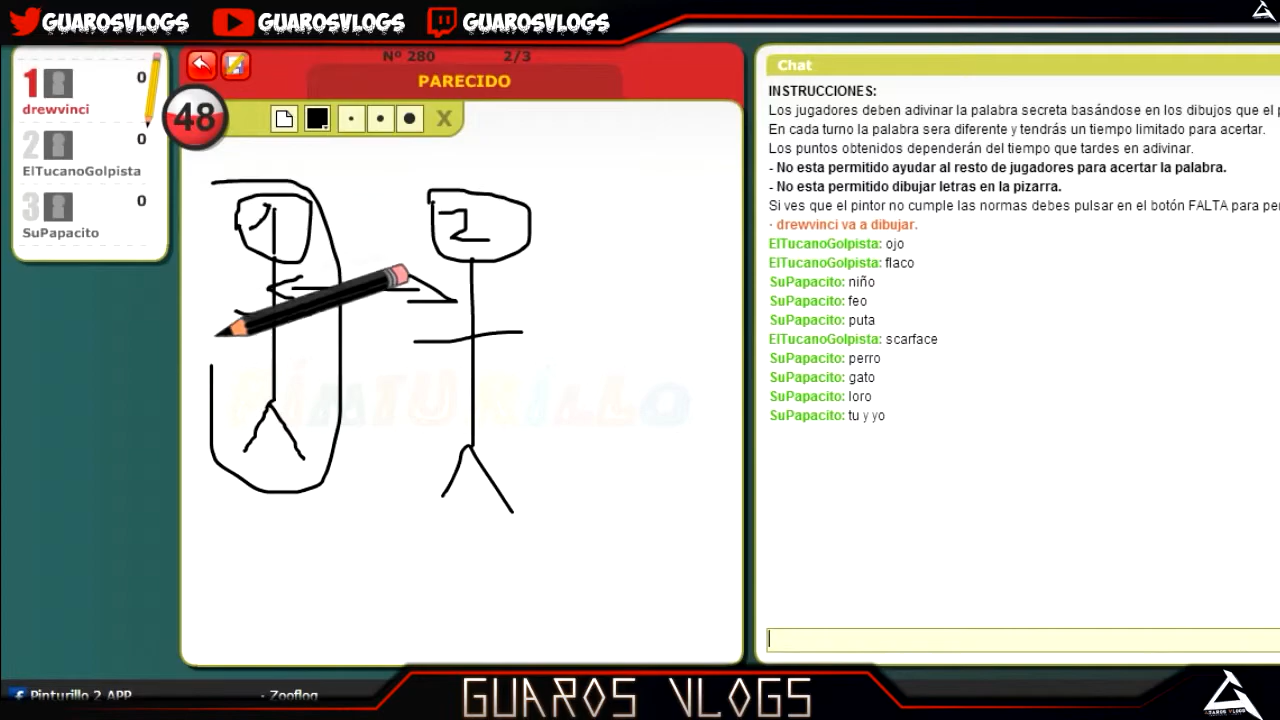 GUAROSVLOGS GUAROSVLOGS GUAROSVLOGS
Nº 280 2/3
PARECIDO
48
X
1 0
drewvinci
2 0
ElTucanoGolpista
3 0
SuPapacito
1 2
PINTURILLO
Chat
INSTRUCCIONES:
Los jugadores deben adivinar la palabra secreta basándose en los dibujos que el
En cada turno la palabra sera diferente y tendrás un tiempo limitado para acertar.
Los puntos obtenidos dependerán del tiempo que tardes en adivinar.
- No esta permitido ayudar al resto de jugadores para acertar la palabra.
- No esta permitido dibujar letras en la pizarra.
Si ves que el pintor no cumple las normas debes pulsar en el botón FALTA para
· drewvinci va a dibujar.
ElTucanoGolpista: ojo
ElTucanoGolpista: flaco
SuPapacito: niño
SuPapacito: feo
SuPapacito: puta
ElTucanoGolpista: scarface
SuPapacito: perro
SuPapacito: gato
SuPapacito: loro
SuPapacito: tu y yo
Pinturillo 2 APP - Zooflog
GUAROS VLOGS